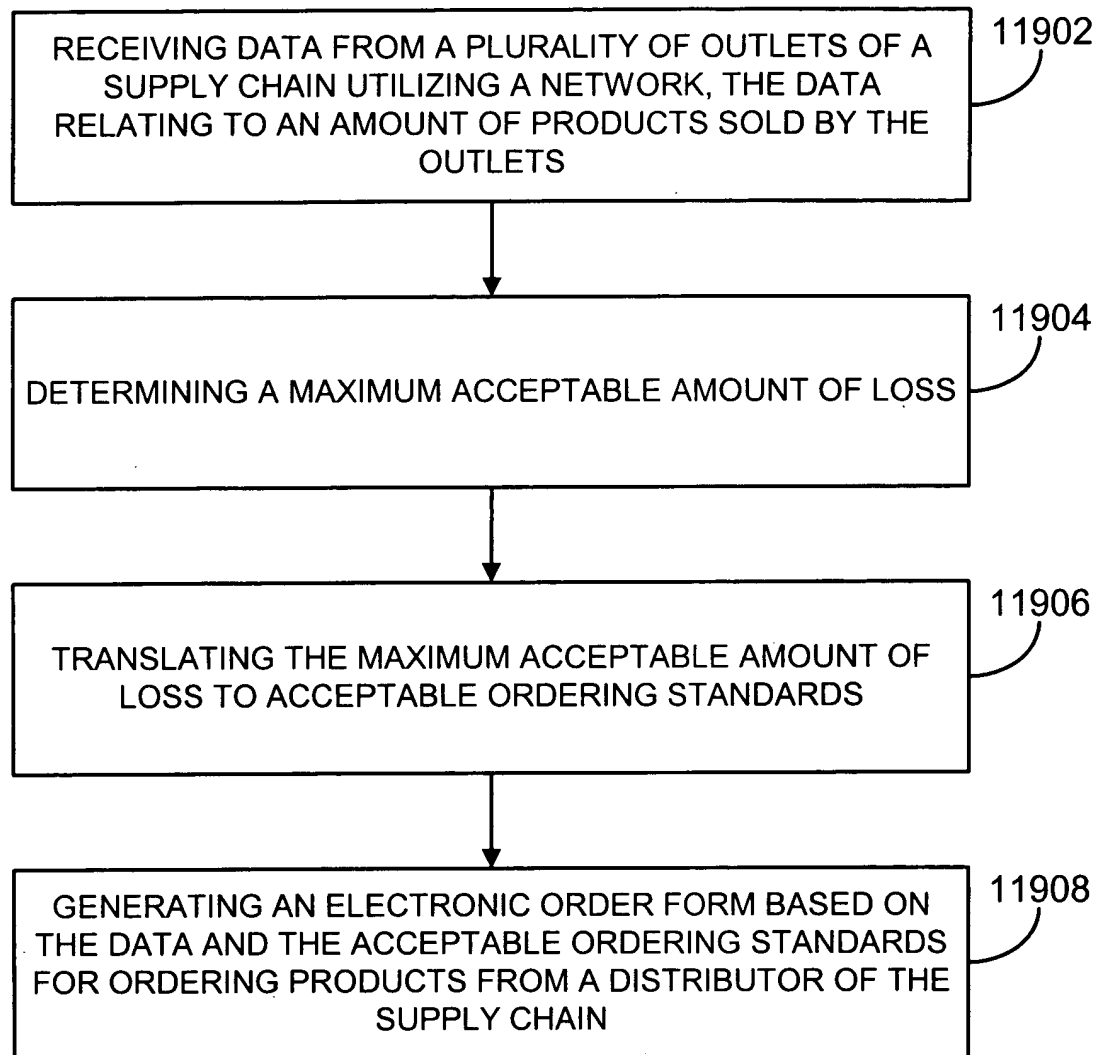 RECEIVING DATA FROM A PLURALITY OF OUTLETS OF A
SUPPLY CHAIN UTILIZING A NETWORK, THE DATA
RELATING TO AN AMOUNT OF PRODUCTS SOLD BY THE
OUTLETS
11902
DETERMINING A MAXIMUM ACCEPTABLE AMOUNT OF LOSS
11904
TRANSLATING THE MAXIMUM ACCEPTABLE AMOUNT OF
LOSS TO ACCEPTABLE ORDERING STANDARDS
11906
GENERATING AN ELECTRONIC ORDER FORM BASED ON
THE DATA AND THE ACCEPTABLE ORDERING STANDARDS
FOR ORDERING PRODUCTS FROM A DISTRIBUTOR OF THE
SUPPLY CHAIN
11908